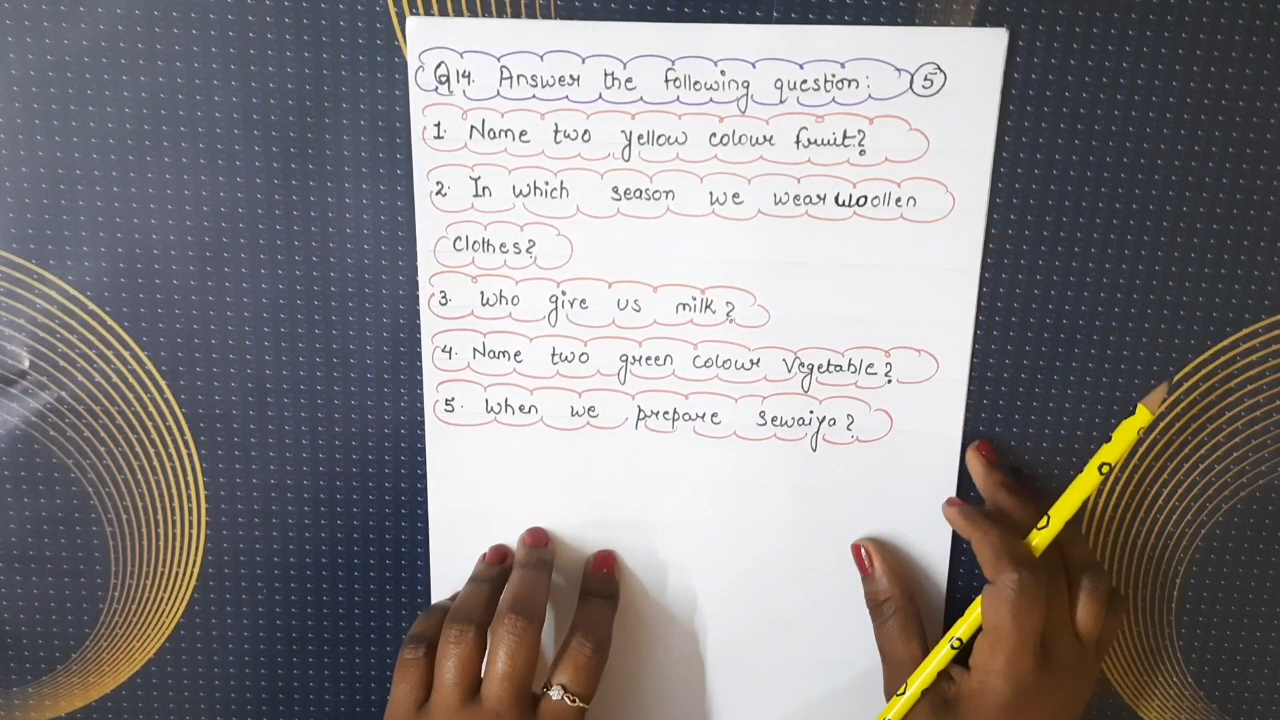 Q14. Answer the following question: 5
1. Name two yellow colour fruit?
2. In which season we wear woollen
Clothes?
3. Who give us milk?
4. Name two green colour Vegetable?
5. When we prepare sewaiya?